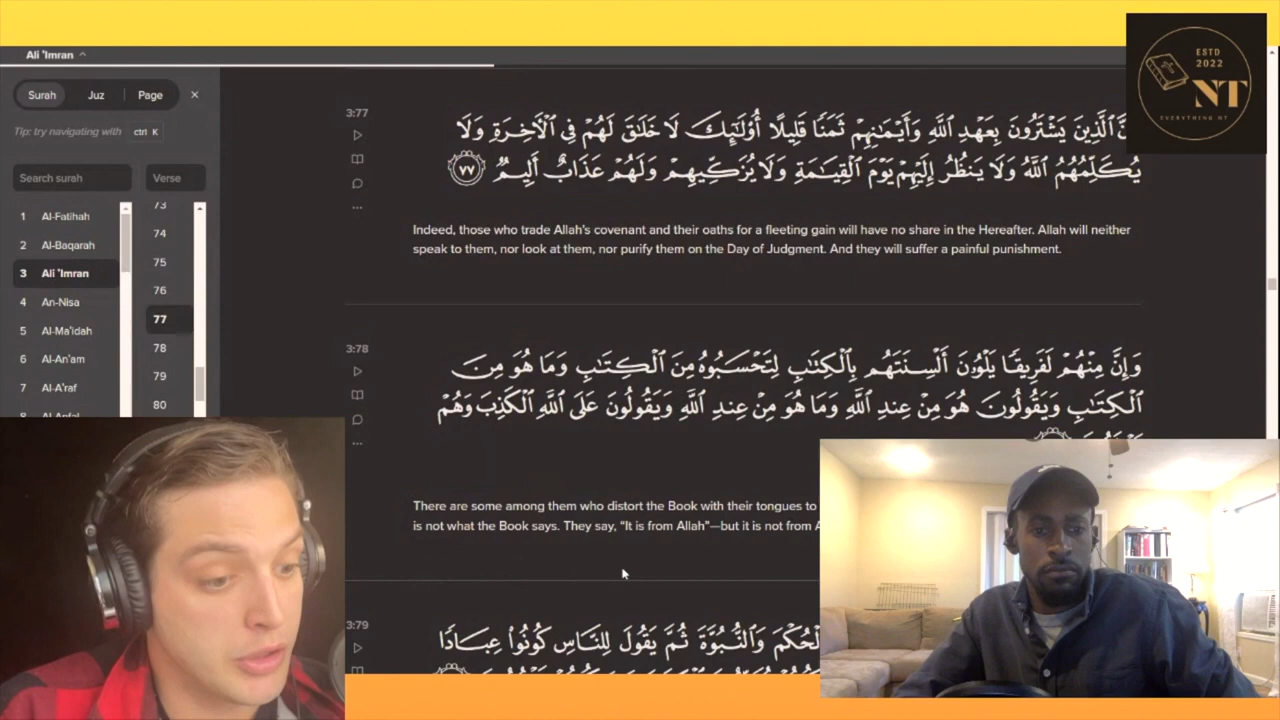 Ali 'Imran
Surah
Juz
Page
Tip: try navigating with
ctrl K
Search surah
Verse
1 Al-Fatihah
2 Al-Baqarah
3 Ali 'Imran
4 An-Nisa
5 Al-Ma'idah
6 Al-An'am
7 Al-A'raf
8 Al-Anfal
73
74
75
76
77
78
79
80
3:77
ٱلَّذِينَ يَشْتَرُونَ بِعَهْدِ ٱللَّهِ وَأَيْمَـٰنِهِمْ ثَمَنًا قَلِيلًا أُو۟لَـٰٓئِكَ لَا خَلَـٰقَ لَهُمْ فِى ٱلْـَٔاخِرَةِ وَلَا
يُكَلِّمُهُمُ ٱللَّهُ وَلَا يَنظُرُ إِلَيْهِمْ يَوْمَ ٱلْقِيَـٰمَةِ وَلَا يُزَكِّيهِمْ وَلَهُمْ عَذَابٌ أَلِيمٌ ٧٧
Indeed, those who trade Allah's covenant and their oaths for a fleeting gain will have no share in the Hereafter. Allah will neither
speak to them, nor look at them, nor purify them on the Day of Judgment. And they will suffer a painful punishment.
3:78
وَإِنَّ مِنْهُمْ لَفَرِيقًا يَلْوُۥنَ أَلْسِنَتَهُم بِٱلْكِتَـٰبِ لِتَحْسَبُوهُ مِنَ ٱلْكِتَـٰبِ وَمَا هُوَ مِنَ
ٱلْكِتَـٰبِ وَيَقُولُونَ هُوَ مِنْ عِندِ ٱللَّهِ وَمَا هُوَ مِنْ عِندِ ٱللَّهِ وَيَقُولُونَ عَلَى ٱللَّهِ ٱلْكَذِبَ وَهُمْ
There are some among them who distort the Book with their tongues to
is not what the Book says. They say, “It is from Allah”—but it is not from
3:79
ٱلْحُكْمَ وَٱلنُّبُوَّةَ ثُمَّ يَقُولَ لِلنَّاسِ كُونُوا۟ عِبَادًا
ESTD
2022
NT
EVERYTHING NT